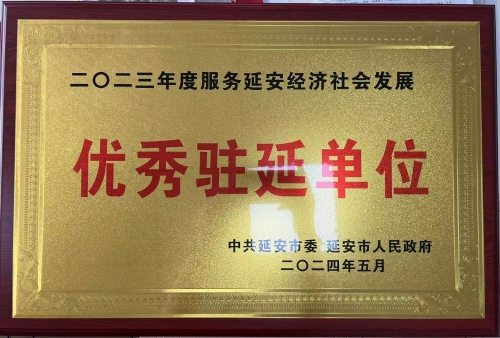 二〇二三年度服务延安经济社会发展
优秀驻延单位
中共延安市委 延安市人民政府
二〇二四年五月